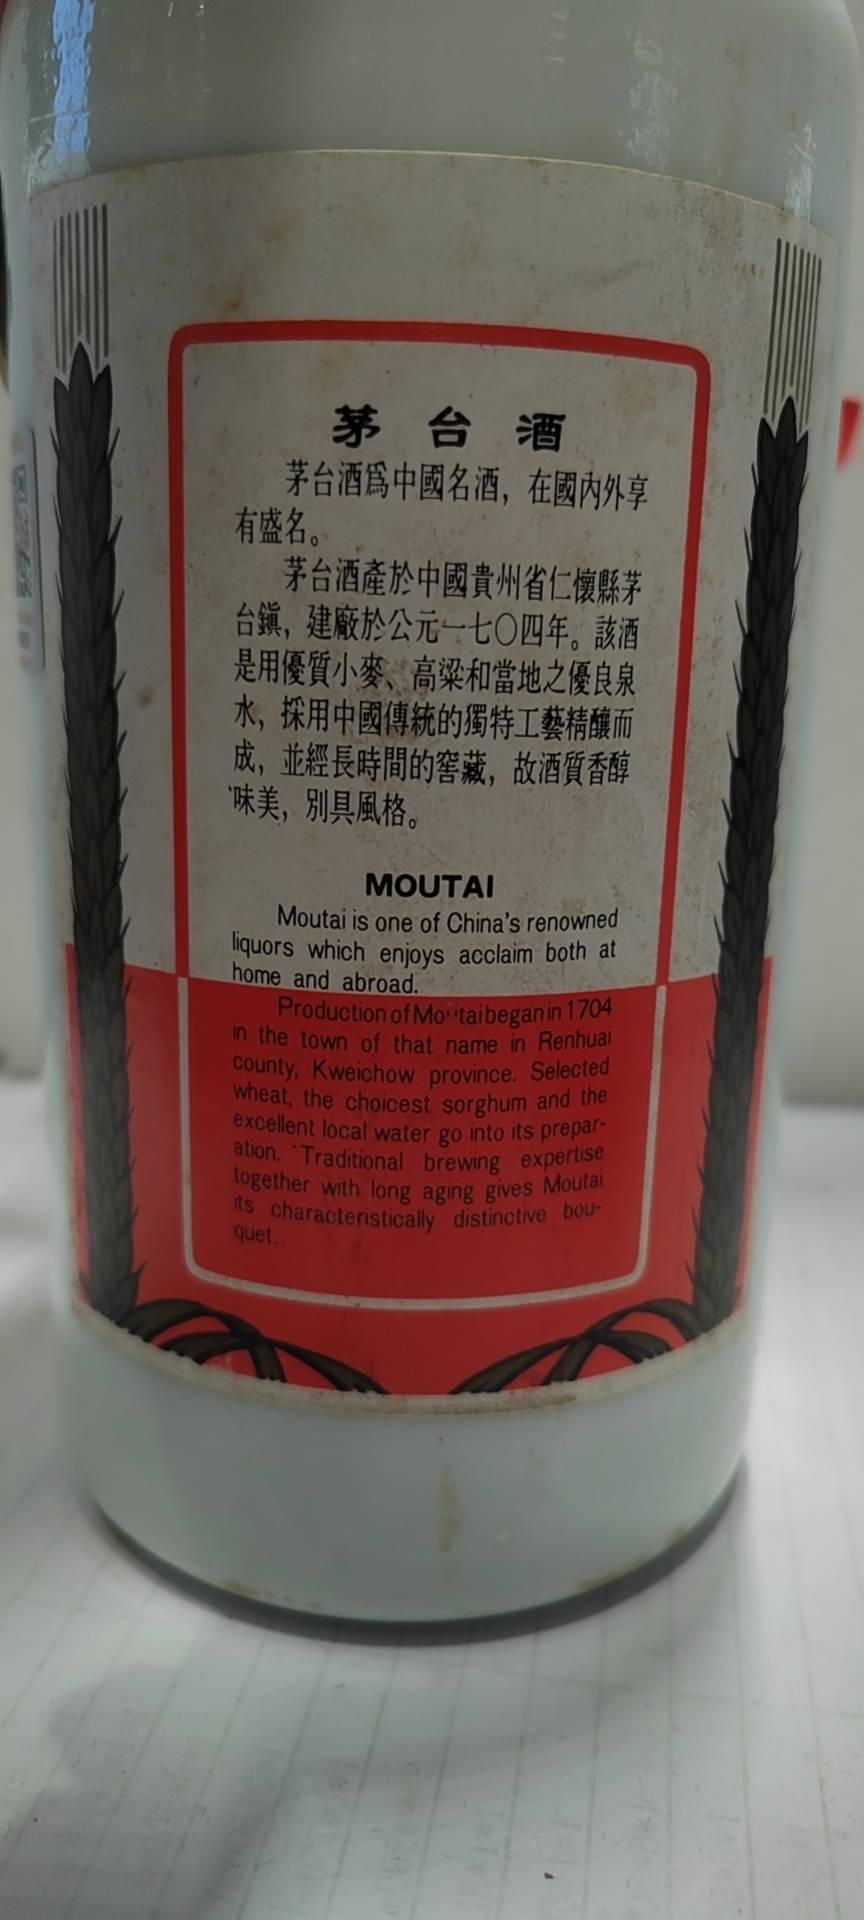 茅台酒
茅台酒爲中國名酒，在國內外享
有盛名。
茅台酒產於中國貴州省仁懷縣茅
台鎭，建廠於公元一七〇四年。該酒
是用優質小麥、高粱和當地之優良泉
水，採用中國傳統的獨特工藝精釀而
成，並經長時間的窖藏，故酒質香醇
味美，別具風格。
MOUTAI
Moutai is one of China's renowned
liquors which enjoys acclaim both at
home and abroad.
Production of Moutai began in 1704
in the town of that name in Renhuai
county, Kweichow province. Selected
wheat, the choicest sorghum and the
excellent local water go into its prepar-
ation. Traditional brewing expertise
together with long aging gives Moutai
its characteristically distinctive bou-
quet.